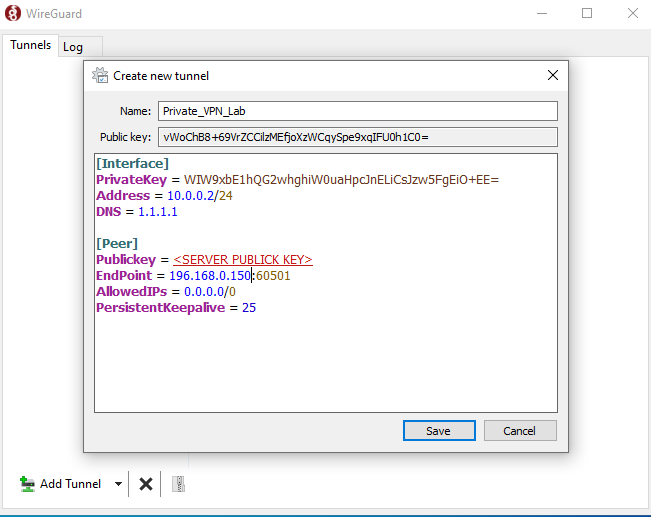 WireGuard
Tunnels
Log
Create new tunnel
Name: Private_VPN_Lab
Public key: vWoChB8+69VrZCCilzMEfjoXzWCqySpe9xqIFU0h1C0=
[Interface]
PrivateKey = WIW9xbE1hQG2whghiW0uaHpcJnELiCsJzw5FgEiO+EE=
Address = 10.0.0.2/24
DNS = 1.1.1.1
[Peer]
Publickey = <SERVER PUBLICK KEY>
EndPoint = 196.168.0.150:60501
AllowedIPs = 0.0.0.0/0
PersistentKeepalive = 25
Save
Cancel
Add Tunnel